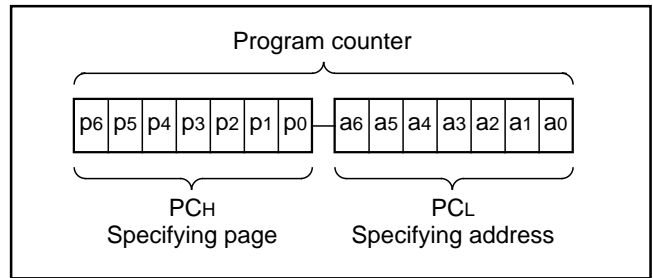 Program counter
p6 p5 p4 p3 p2 p1 p0 a6 a5 a4 a3 a2 a1 a0
PCH PCL
Specifying page Specifying address